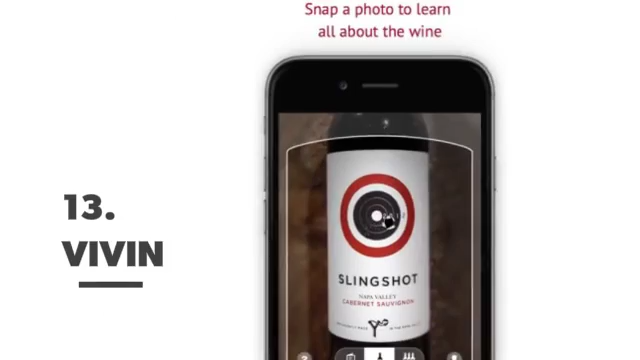 Snap a photo to learn
all about the wine
13.
VIVIN
SLINGSHOT
NAPA VALLEY
CABERNET SAUVIGNON